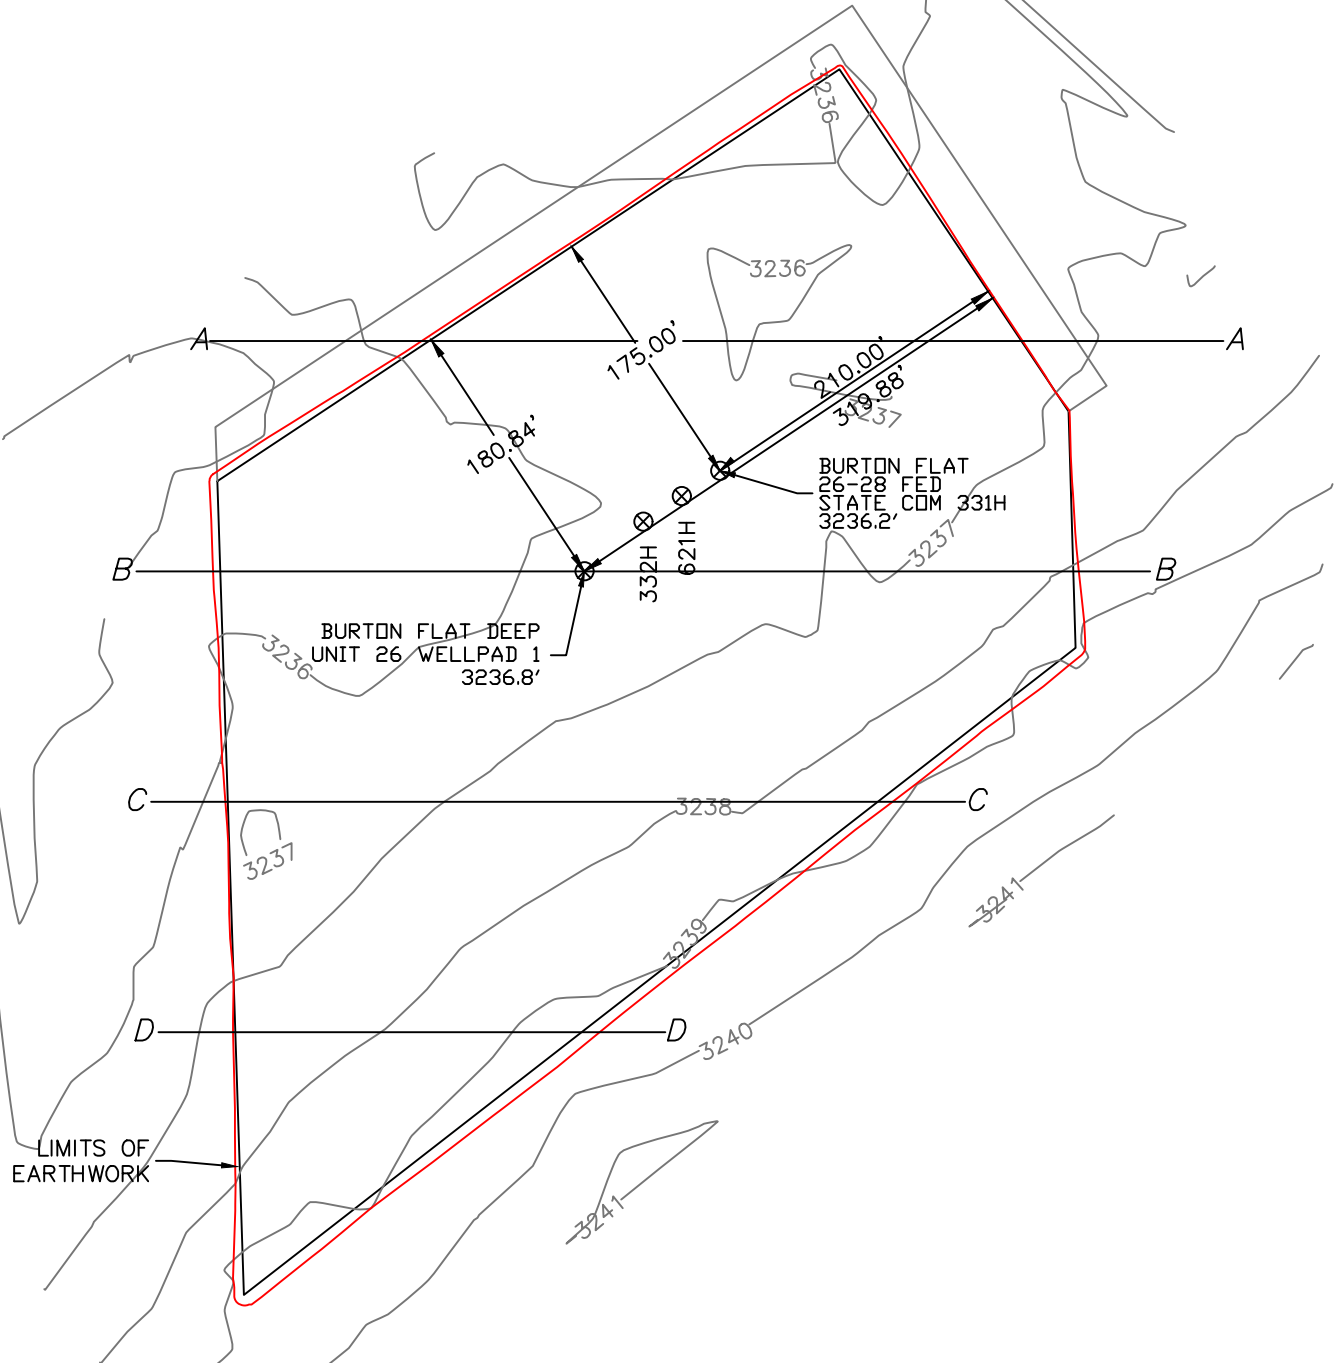 3236
3236
A
A
175.00'
210.00'
319.88'
3237
180.84'
BURTON FLAT
26-28 FED
STATE COM 331H
3236.2'
332H
621H
3237
B
B
BURTON FLAT DEEP
UNIT 26 WELLPAD 1
3236.8'
3236
C
C
3238
3237
3241
3239
D
D
3240
LIMITS OF
EARTHWORK
3241